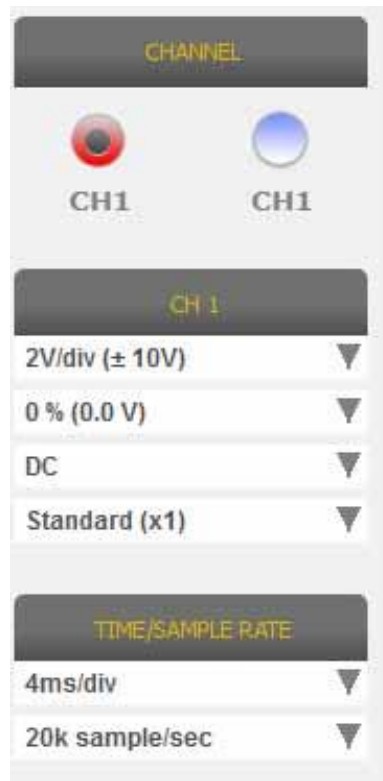 CHANNEL
CH1 CH1
CH 1
2V/div (± 10V)
0 % (0.0 V)
DC
Standard (x1)
TIME/SAMPLE RATE
4ms/div
20k sample/sec